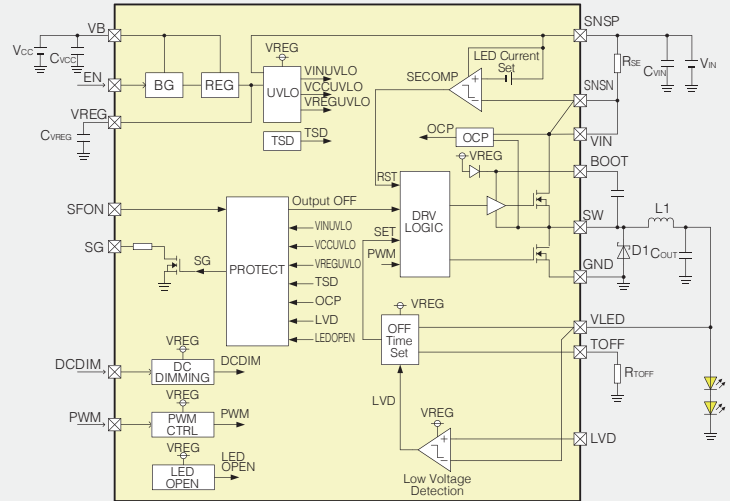 VB
VCC
CVCC
EN
BG
REG
VREG
CVREG
VREG
UVLO
VINUVLO
VCCUVLO
VREGUVLO
TSD
TSD
SECOMP
LED Current
Set
SNSP
RSE
CVIN
VIN
SNSN
OCP
OCP
VIN
VREG
BOOT
SFON
Output OFF
RST
DRV
LOGIC
SET
PWM
SW
L1
D1
COUT
GND
SG
SG
PROTECT
VINUVLO
VCCUVLO
VREGUVLO
TSD
OCP
LVD
LEDOPEN
VREG
OFF
Time
Set
VLED
TOFF
RTOFF
DCDIM
VREG
DC
DIMMING
DCDIM
PWM
VREG
PWM
CTRL
PWM
VREG
LED
OPEN
LED
OPEN
LVD
VREG
LVD
Low Voltage
Detection